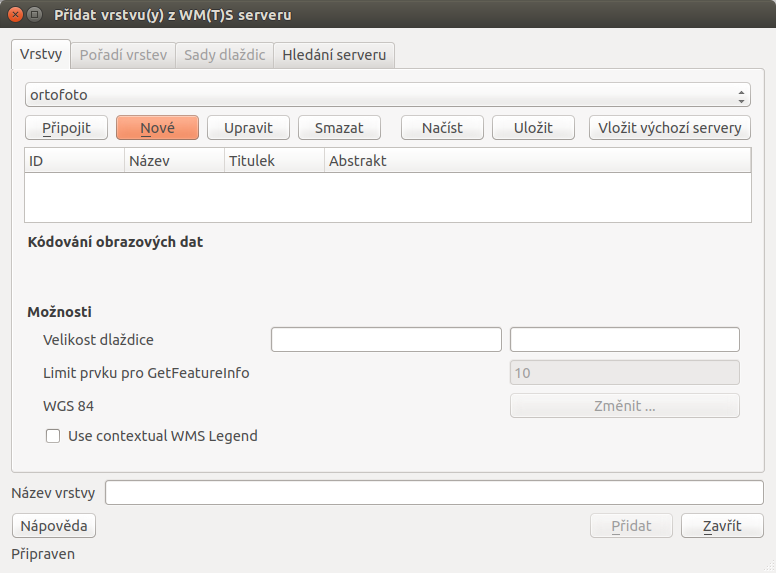 Přidat vrstvu(y) z WM(T)S serveru
Vrstvy Pořadí vrstev Sady dlaždic Hledání serveru
ortofoto
Připojit Nové Upravit Smazat Načíst Uložit Vložit výchozí servery
ID Název Titulek Abstrakt
Kódování obrazových dat
Možnosti
Velikost dlaždice
Limit prvku pro GetFeatureInfo 10
WGS 84 Změnit ...
Use contextual WMS Legend
Název vrstvy
Nápověda Přidat Zavřít
Připraven